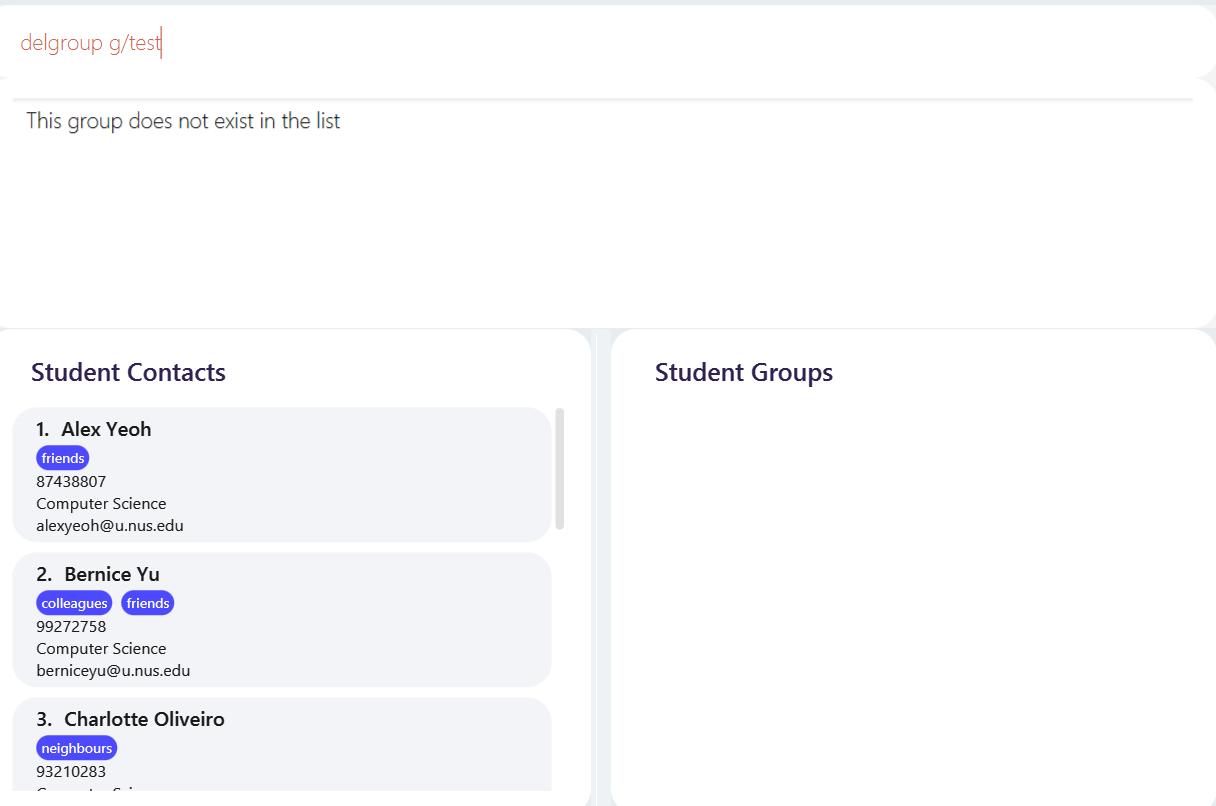 delgroup g/test
This group does not exist in the list
Student Contacts
1. Alex Yeoh
friends
87438807
Computer Science
alexyeoh@u.nus.edu
2. Bernice Yu
colleagues friends
99272758
Computer Science
berniceyu@u.nus.edu
3. Charlotte Oliveiro
neighbours
93210283
Student Groups